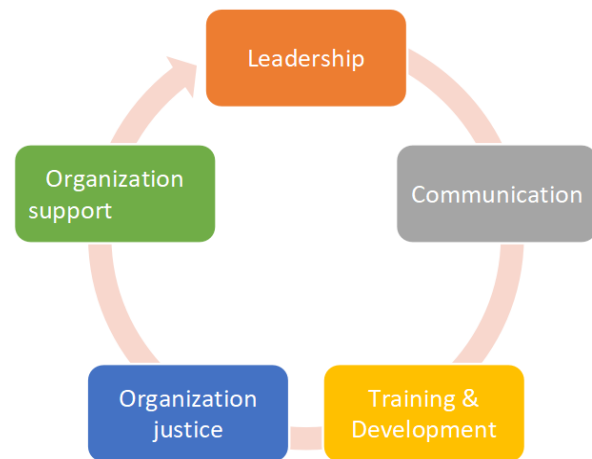 Leadership
Communication
Training &
Development
Organization
justice
Organization
support